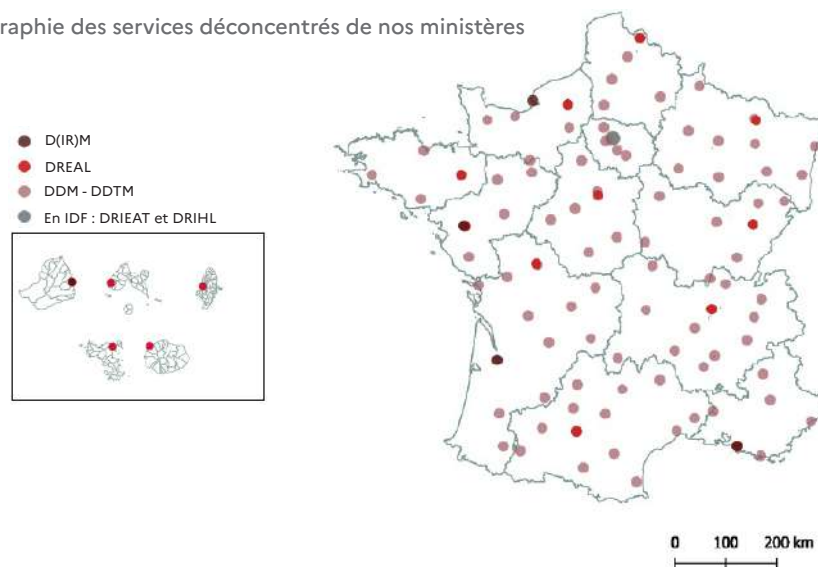 raphie des services déconcentrés de nos ministères
D(IR)M
DREAL
DDM - DDTM
En IDF : DRIEAT et DRIHL
0 100 200 km